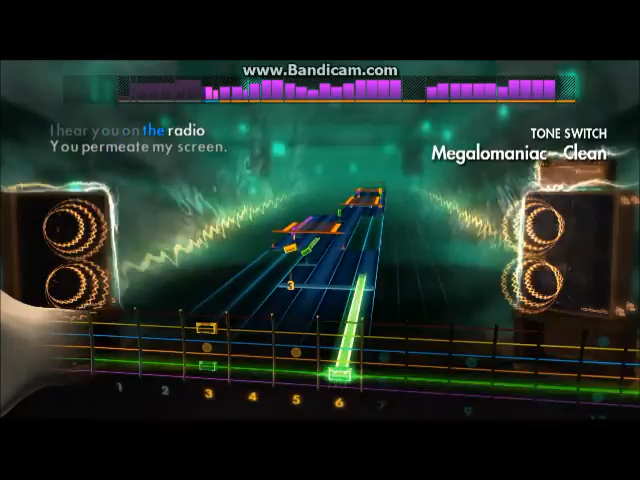 www.Bandicam.com
I hear you on the radio
You permeate my screen.
TONE SWITCH
Megalomaniac - Clean
3
1 2 3 4 5 6 7 9